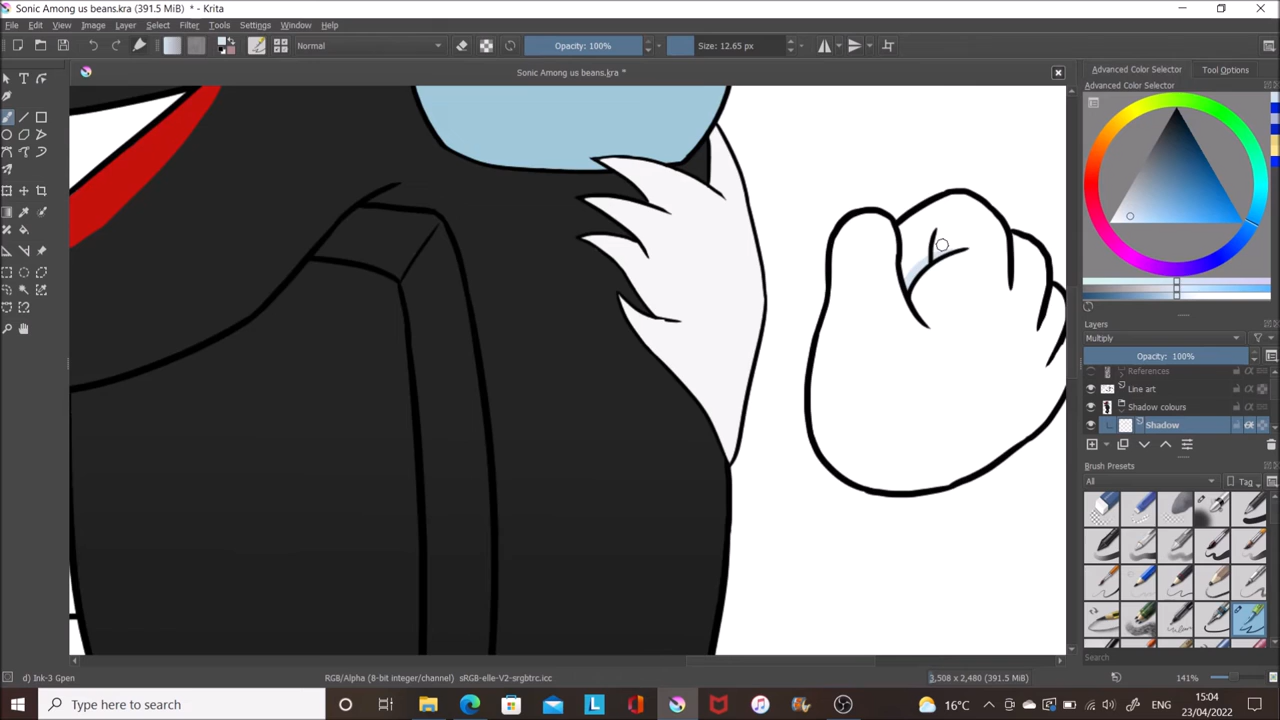 Sonic Among us beans.kra (391.5 MiB) * - Krita
File Edit View Image Layer Select Filter Tools Settings Window Help
Normal
Opacity: 100%
Size: 12.65 px
Sonic Among us beans.kra *
Advanced Color Selector
Tool Options
Advanced Color Selector
Layers
Multiply
Opacity: 100%
References
Line art
Shadow colours
Shadow
Brush Presets
All
Tag
Search
d) Ink-3 Gpen
RGB/Alpha (8-bit integer/channel) sRGB-elle-V2-srgbtrc.icc
3,508 x 2,480 (391.5 MiB)
141%
Type here to search
L
16°C
15:04
23/04/2022